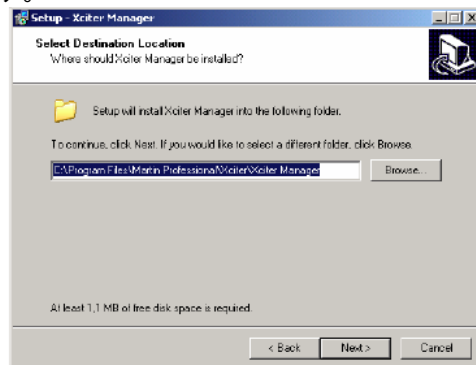 Setup - Xciter Manager
Select Destination Location
Where should Xciter Manager be installed?
Setup will install Xciter Manager into the following folder.
To continue, click Next. If you would like to select a different folder, click Browse.
C:\Program Files\Martin Professional\Xciter\Xciter Manager
Browse...
At least 1,1 MB of free disk space is required.
< Back
Next >
Cancel